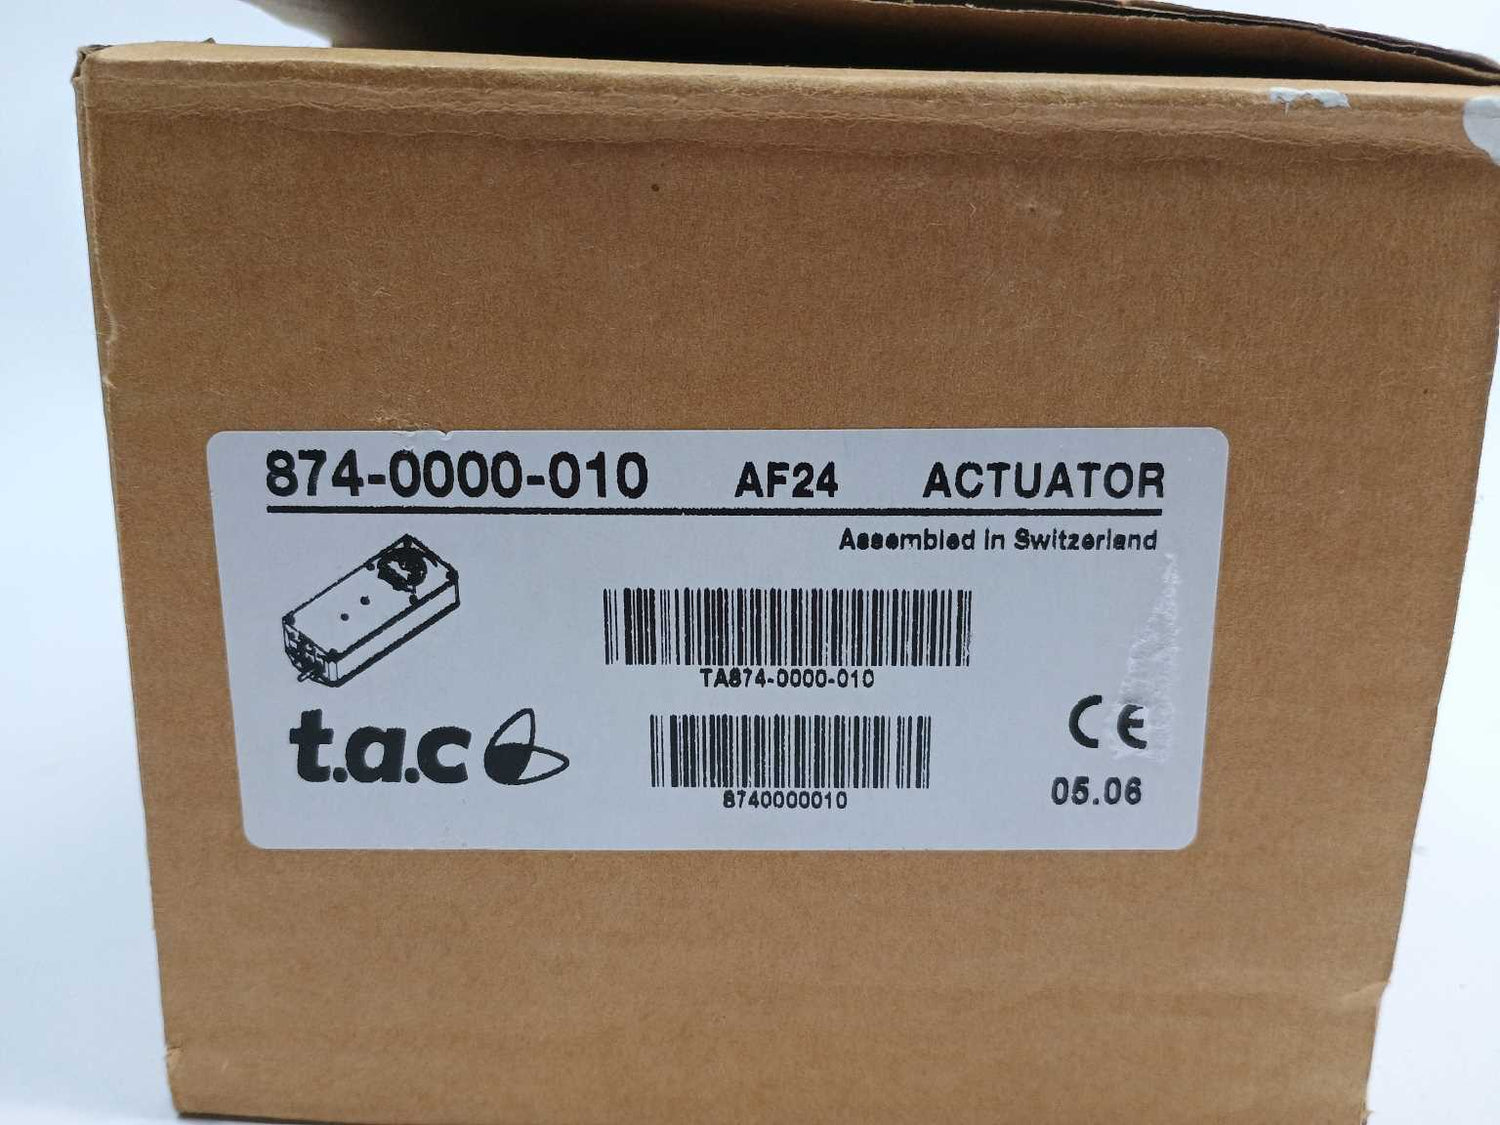 874-0000-010 AF24 ACTUATOR
Assembled in Switzerland
TA874-0000-010
t.a.c
CE
8740000010
05.06